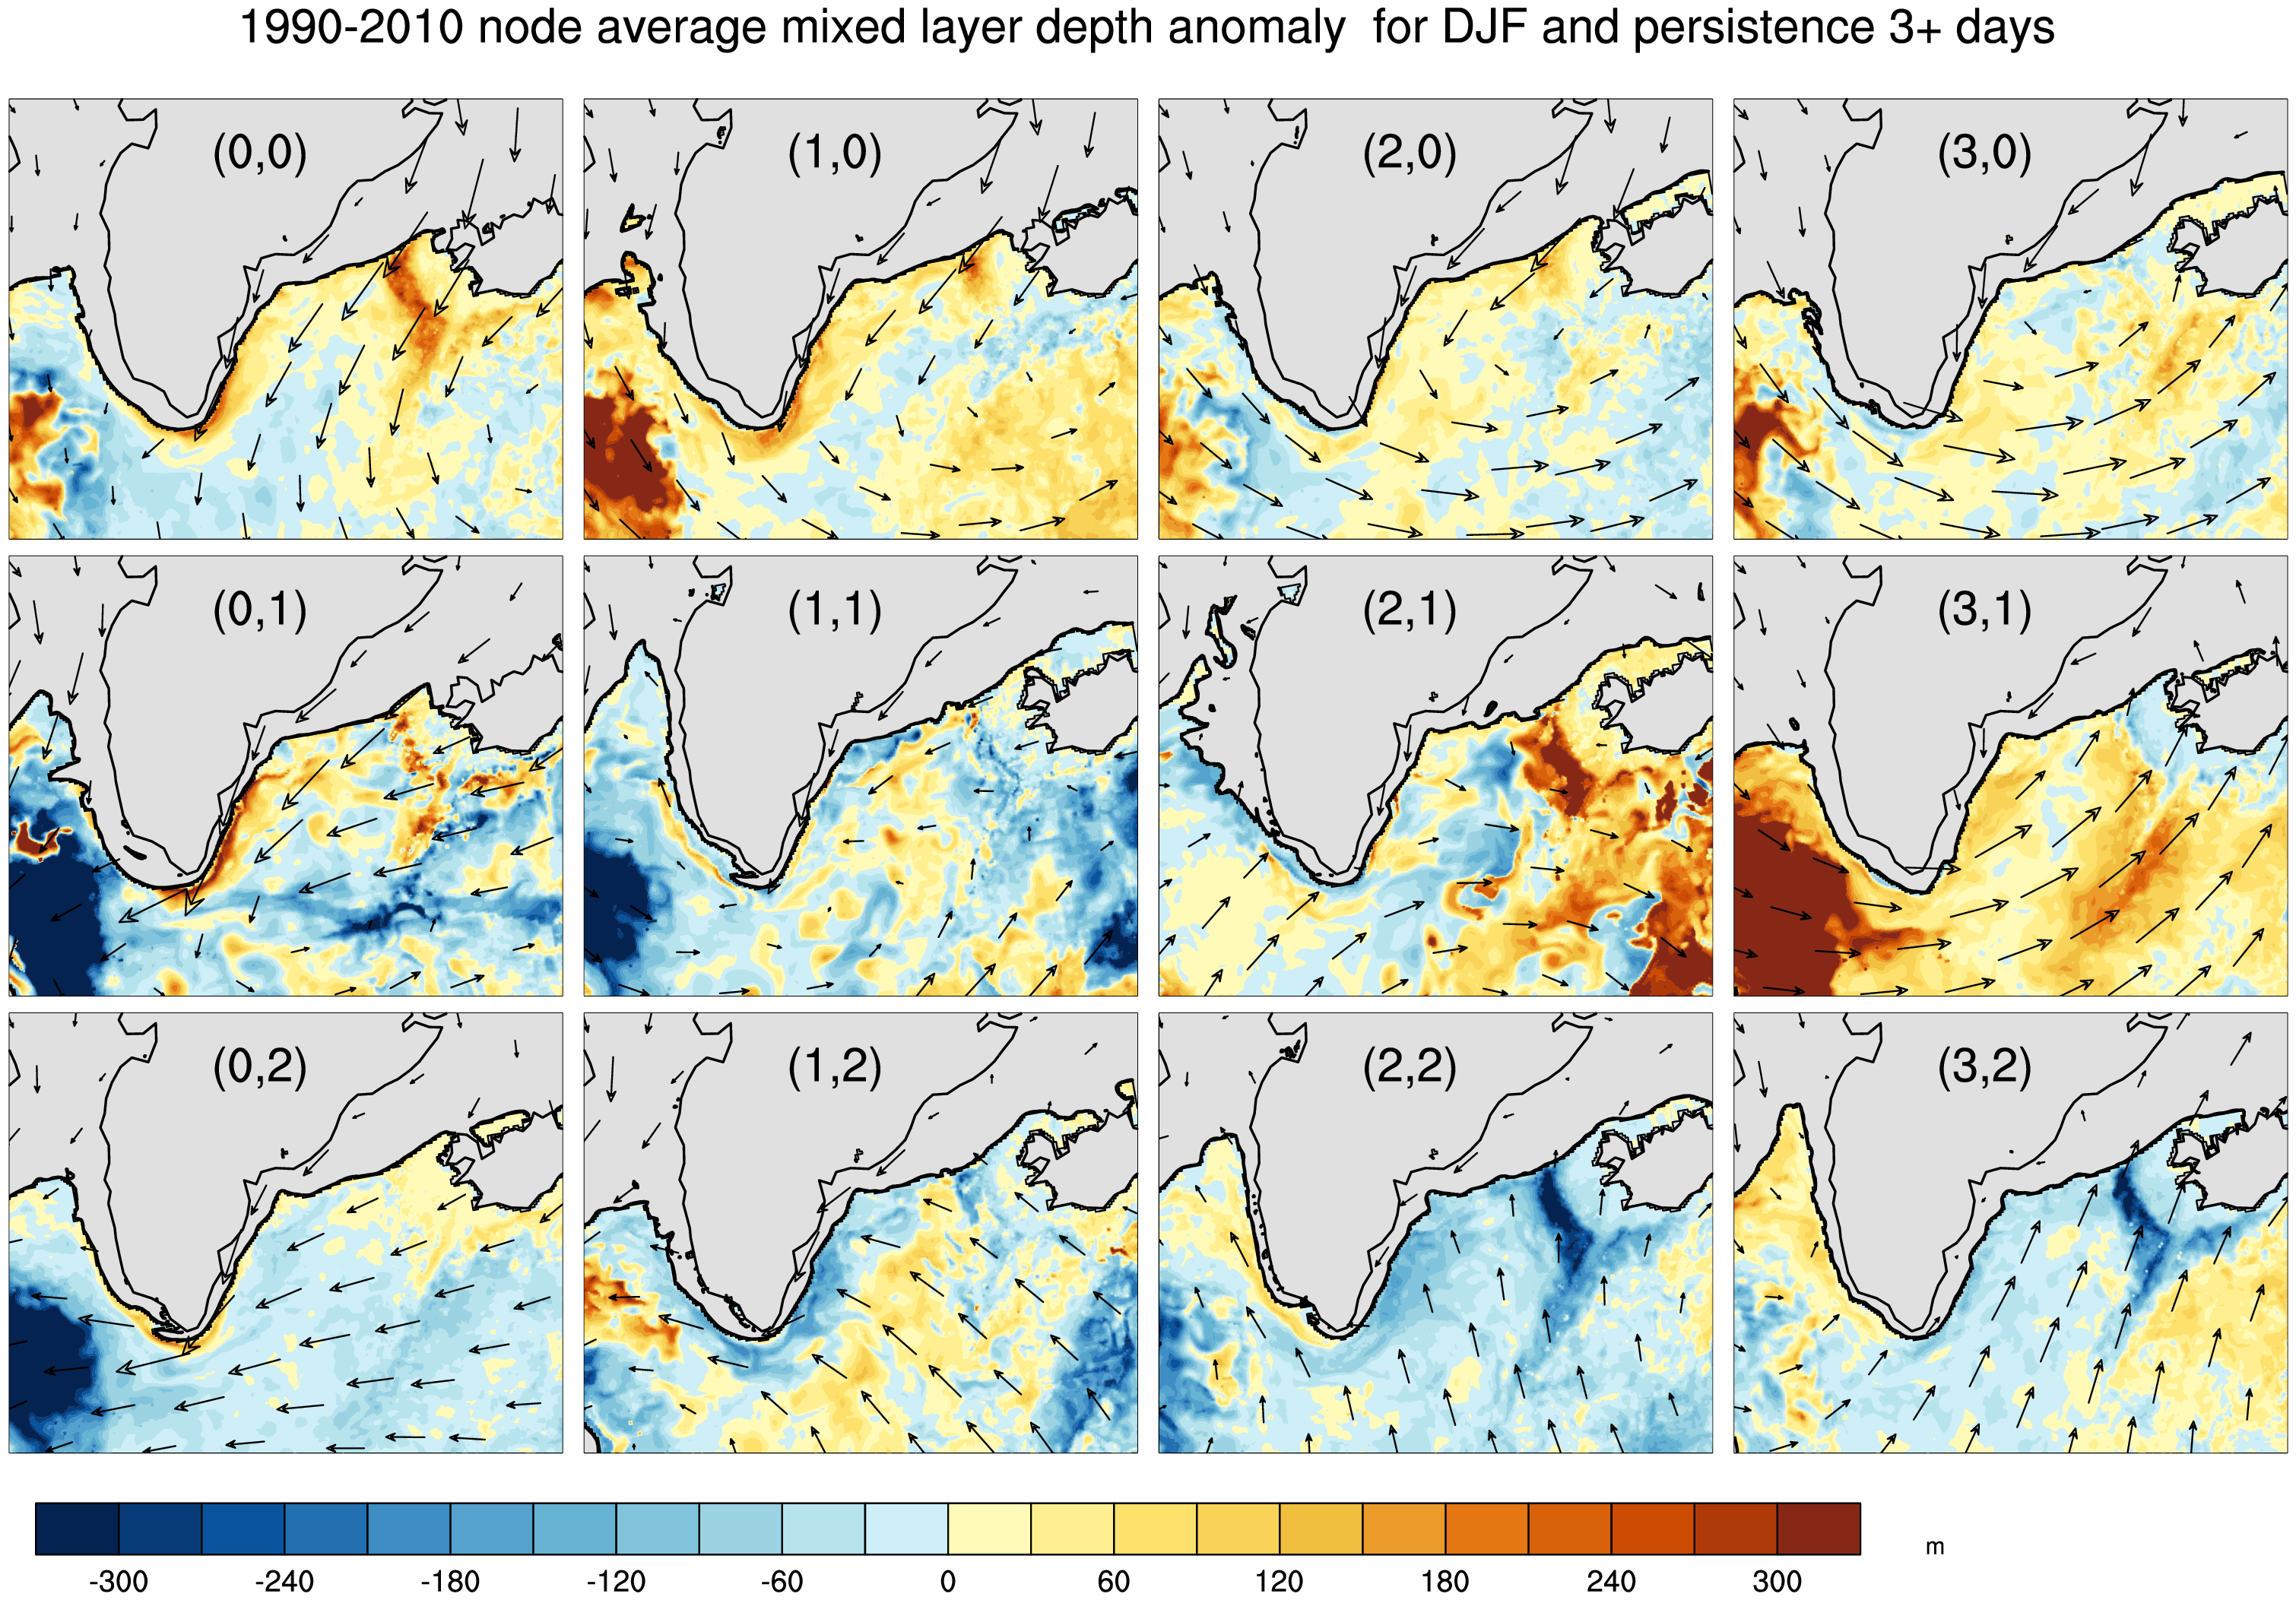 1990-2010 node average mixed layer depth anomaly for DJF and persistence 3+ days
(0,0) (1,0) (2,0) (3,0)
(0,1) (1,1) (2,1) (3,1)
(0,2) (1,2) (2,2) (3,2)
m
-300 -240 -180 -120 -60 0 60 120 180 240 300